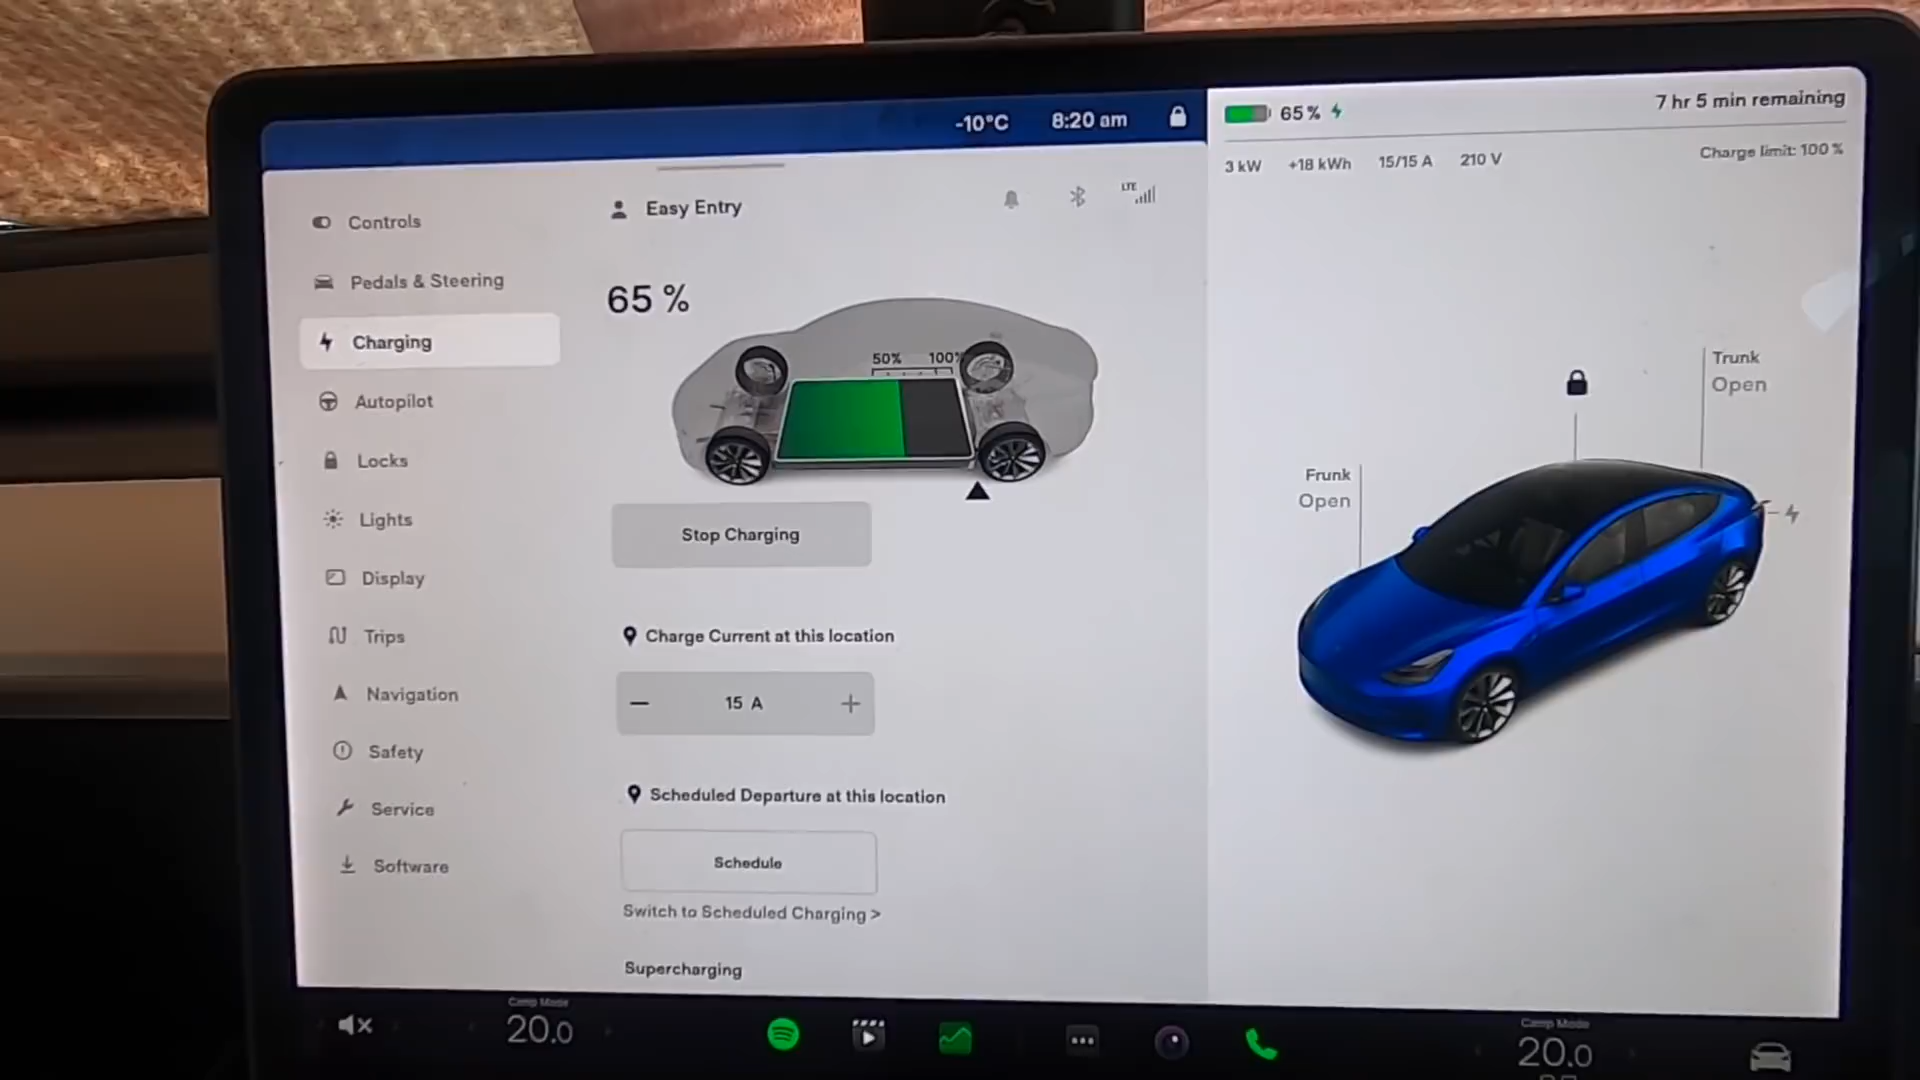 -10°C 8:20 am
65% 7 hr 5 min remaining
3 kW +18 kWh 15/15 A 210 V Charge limit: 100 %
Controls
Pedals & Steering
Charging
Autopilot
Locks
Lights
Display
Trips
Navigation
Safety
Service
Software
Easy Entry
LTE
65 %
50% 100%
Stop Charging
Charge Current at this location
15 A
Scheduled Departure at this location
Schedule
Switch to Scheduled Charging >
Supercharging
Trunk
Open
Frunk
Open
Camp Mode
20.0
Camp Mode
20.0